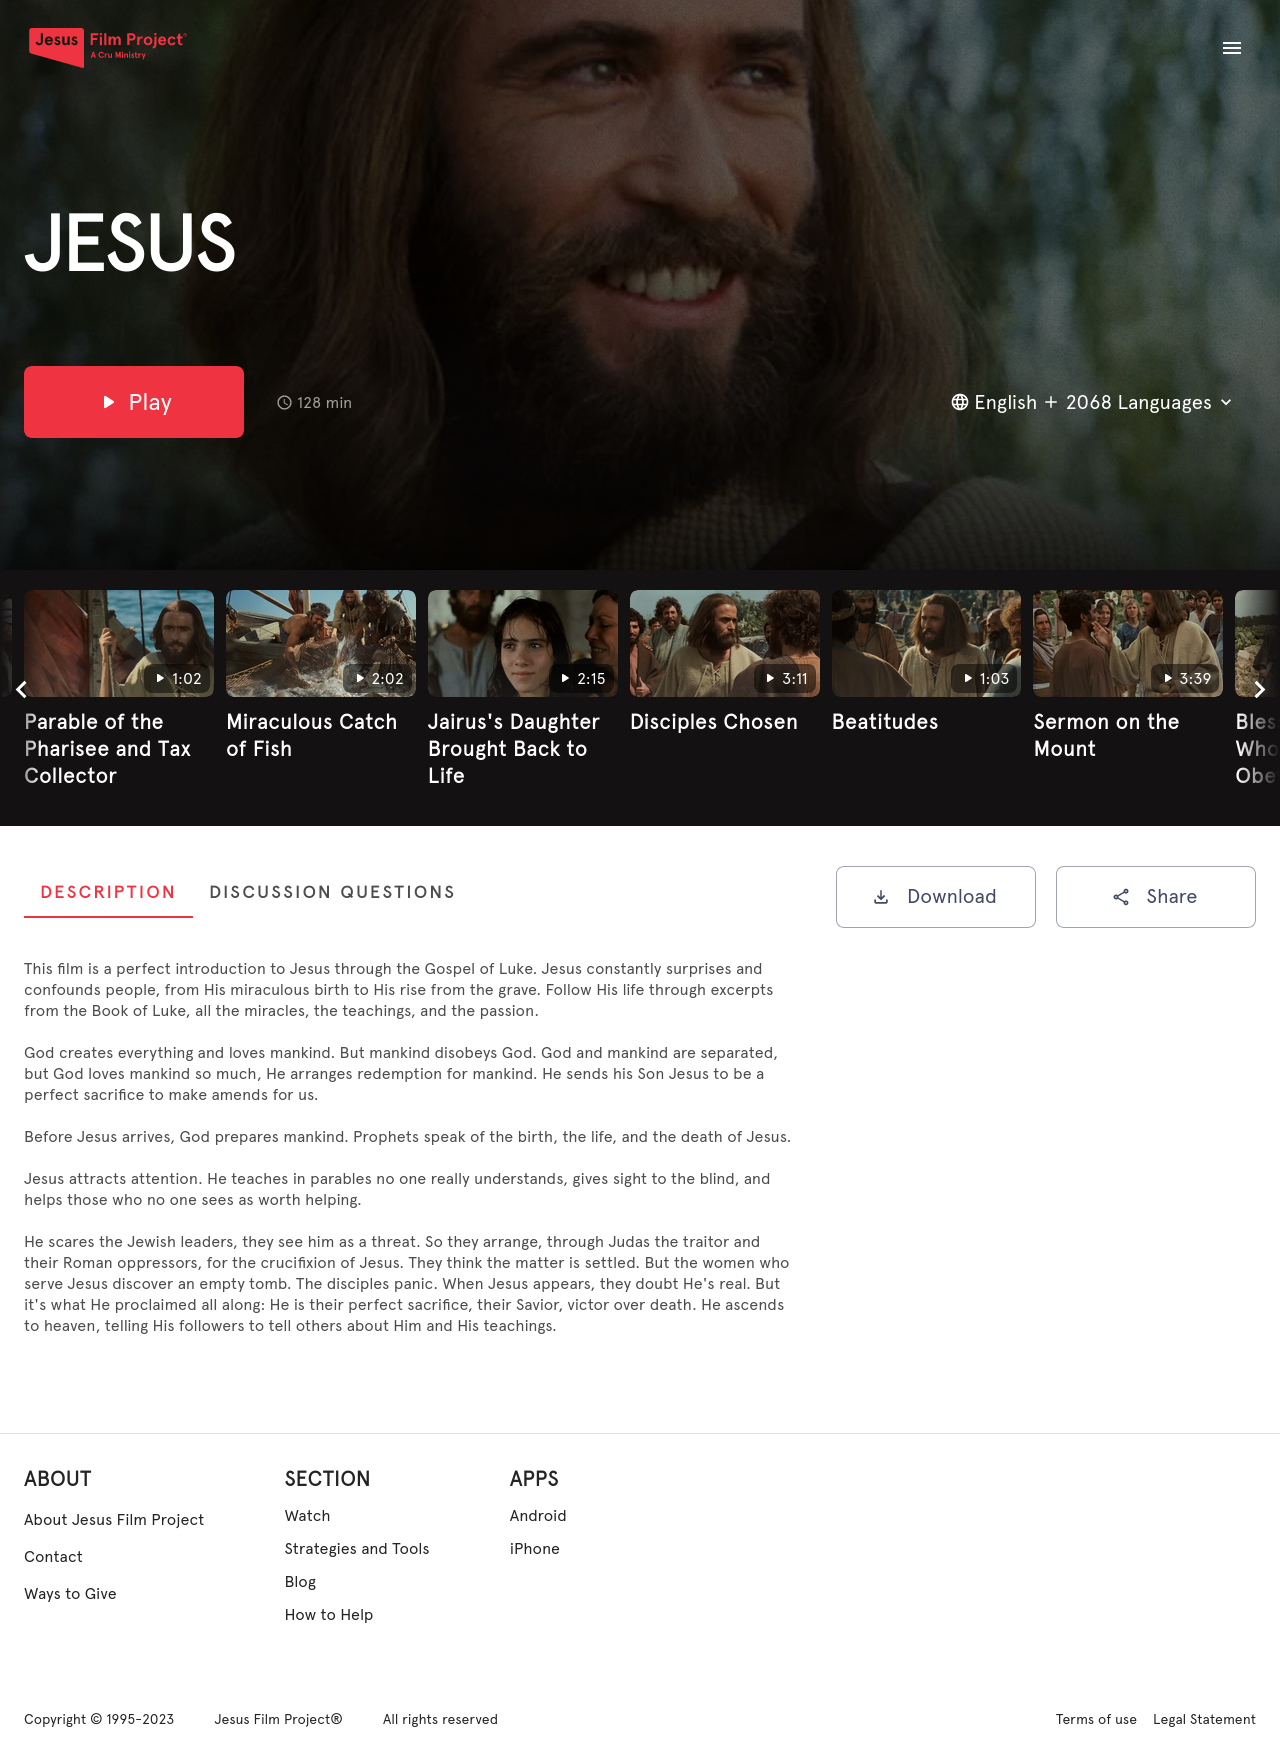 Jesus Film Project®
A Cru Ministry
JESUS
Play
128 min
English + 2068 Languages
1:02
2:02
2:15
3:11
1:03
3:39
Parable of the
Pharisee and Tax
Collector
Miraculous Catch
of Fish
Jairus's Daughter
Brought Back to
Life
Disciples Chosen
Beatitudes
Sermon on the
Mount
DESCRIPTION
DISCUSSION QUESTIONS
Download
Share
This film is a perfect introduction to Jesus through the Gospel of Luke. Jesus constantly surprises and
confounds people, from His miraculous birth to His rise from the grave. Follow His life through excerpts
from the Book of Luke, all the miracles, the teachings, and the passion.
God creates everything and loves mankind. But mankind disobeys God. God and mankind are separated,
but God loves mankind so much, He arranges redemption for mankind. He sends his Son Jesus to be a
perfect sacrifice to make amends for us.
Before Jesus arrives, God prepares mankind. Prophets speak of the birth, the life, and the death of Jesus.
Jesus attracts attention. He teaches in parables no one really understands, gives sight to the blind, and
helps those who no one sees as worth helping.
He scares the Jewish leaders, they see him as a threat. So they arrange, through Judas the traitor and
their Roman oppressors, for the crucifixion of Jesus. They think the matter is settled. But the women who
serve Jesus discover an empty tomb. The disciples panic. When Jesus appears, they doubt He's real. But
it's what He proclaimed all along: He is their perfect sacrifice, their Savior, victor over death. He ascends
to heaven, telling His followers to tell others about Him and His teachings.
ABOUT
About Jesus Film Project
Contact
Ways to Give
SECTION
Watch
Strategies and Tools
Blog
How to Help
APPS
Android
iPhone
Copyright © 1995-2023
Jesus Film Project®
All rights reserved
Terms of use
Legal Statement